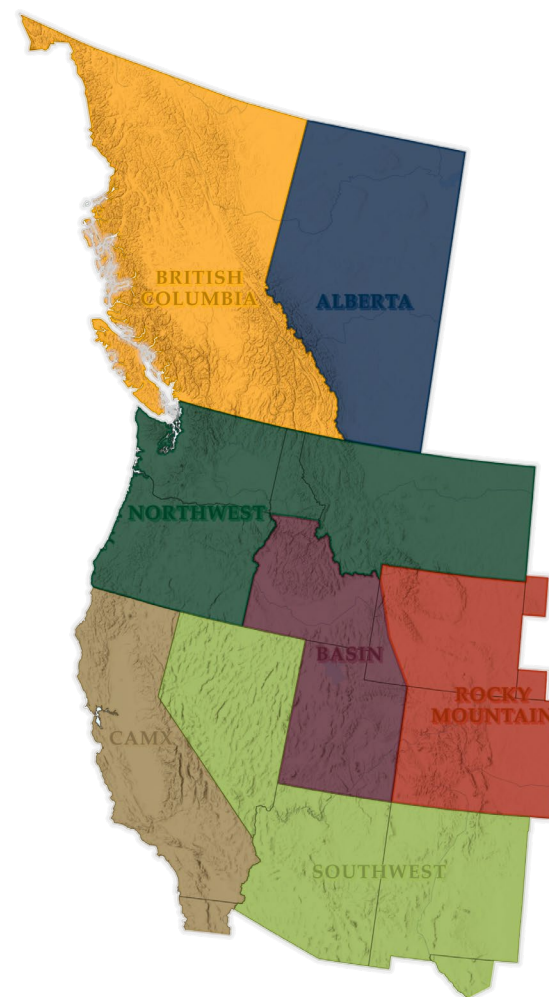 BRITISH
COLUMBIA
ALBERTA
NORTHWEST
BASIN
ROCKY
MOUNTAIN
CAMX
SOUTHWEST